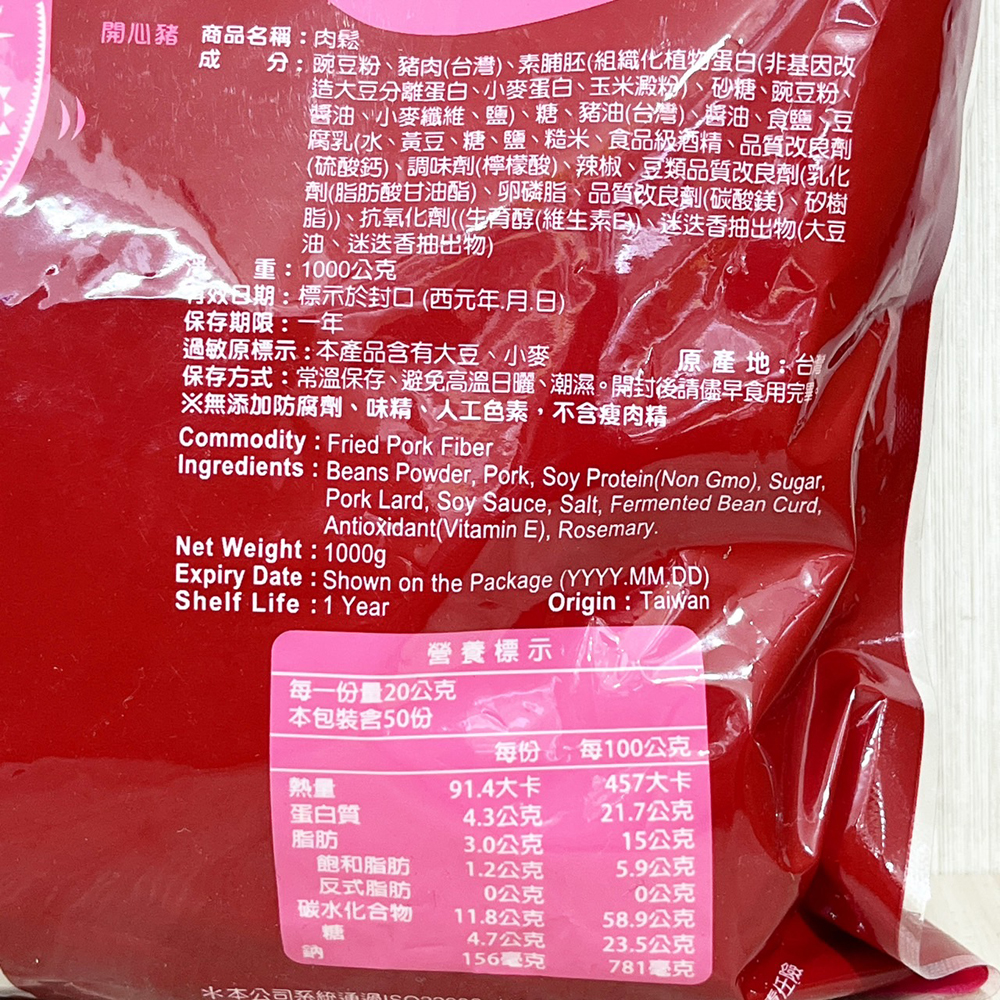 開心豬 商品名稱：肉鬆
成分：豌豆粉、豬肉(台灣)、素脯胚(組織化植物蛋白(非基因改
造大豆分離蛋白、小麥蛋白、玉米澱粉)、砂糖、豌豆粉、
醬油、小麥纖維、鹽)、糖、豬油(台灣)、醬油、食鹽、豆
腐乳(水、黃豆、糖、鹽、糙米、食品級酒精、品質改良劑
(硫酸鈣)、調味劑(檸檬酸)、辣椒、豆類品質改良劑(乳化
劑(脂肪酸甘油酯)、卵磷脂、品質改良劑(碳酸鎂)、矽樹
脂))、抗氧化劑((生育醇(維生素E)、迷迭香抽出物(大豆
油、迷迭香抽出物)
重：1000公克
有效日期：標示於封口 (西元年.月.日)
保存期限：一年
過敏原標示：本產品含有大豆、小麥 原產地：台灣
保存方式：常溫保存、避免高溫日曬、潮濕。開封後請儘早食用完畢
※無添加防腐劑、味精、人工色素，不含瘦肉精
Commodity：Fried Pork Fiber
Ingredients：Beans Powder, Pork, Soy Protein(Non Gmo), Sugar,
Pork Lard, Soy Sauce, Salt, Fermented Bean Curd,
Antioxidant(Vitamin E), Rosemary.
Net Weight：1000g
Expiry Date：Shown on the Package (YYYY.MM.DD)
Shelf Life：1 Year Origin：Taiwan
營養標示
每一份量20公克
本包裝含50份
每份 每100公克
熱量 91.4大卡 457大卡
蛋白質 4.3公克 21.7公克
脂肪 3.0公克 15公克
飽和脂肪 1.2公克 5.9公克
反式脂肪 0公克 0公克
碳水化合物 11.8公克 58.9公克
糖 4.7公克 23.5公克
鈉 156毫克 781毫克
＊本公司系統通過ISO22000
責任險